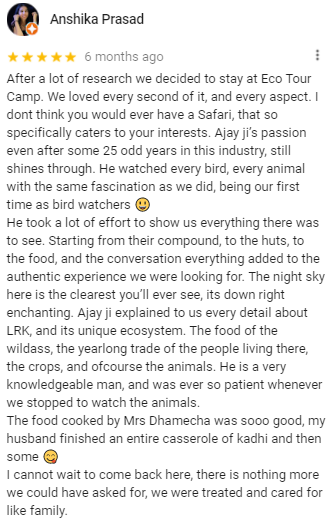 Anshika Prasad
6 months ago
After a lot of research we decided to stay at Eco Tour
Camp. We loved every second of it, and every aspect. I
dont think you would ever have a Safari, that so
specifically caters to your interests. Ajay ji's passion
even after some 25 odd years in this industry, still
shines through. He watched every bird, every animal
with the same fascination as we did, being our first
time as bird watchers 😃
He took a lot of effort to show us everything there was
to see. Starting from their compound, to the huts, to
the food, and the conversation everything added to the
authentic experience we were looking for. The night sky
here is the clearest you'll ever see, its down right
enchanting. Ajay ji explained to us every detail about
LRK, and its unique ecosystem. The food of the
wildass, the yearlong trade of the people living there,
the crops, and ofcourse the animals. He is a very
knowledgeable man, and was ever so patient whenever
we stopped to watch the animals.
The food cooked by Mrs Dhamecha was sooo good, my
husband finished an entire casserole of kadhi and then
some 😋
I cannot wait to come back here, there is nothing more
we could have asked for, we were treated and cared for
like family.